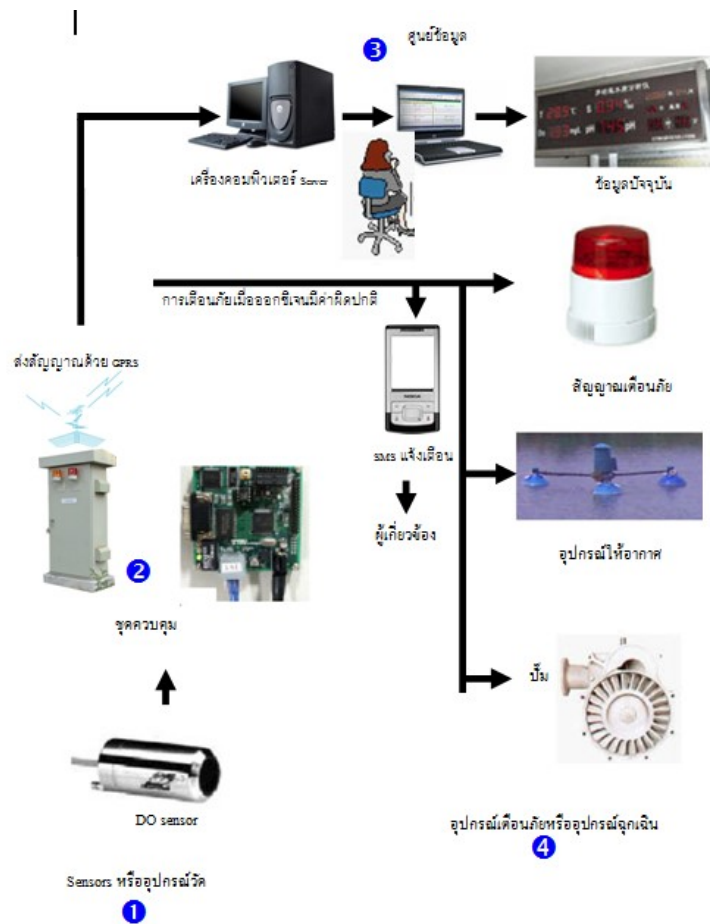 3
ศูนย์ข้อมูล
เครื่องคอมพิวเตอร์ Server
ข้อมูลปัจจุบัน
การเตือนภัยเมื่อออกซิเจนมีค่าผิดปกติ
ส่งสัญญาณด้วย GPRS
สัญญาณเตือนภัย
NOKIA
SMS แจ้งเตือน
ผู้เกี่ยวข้อง
อุปกรณ์ให้อากาศ
2
ชุดควบคุม
ปั๊ม
DO sensor
อุปกรณ์เตือนภัยหรืออุปกรณ์ฉุกเฉิน
4
Sensors หรืออุปกรณ์วัด
1